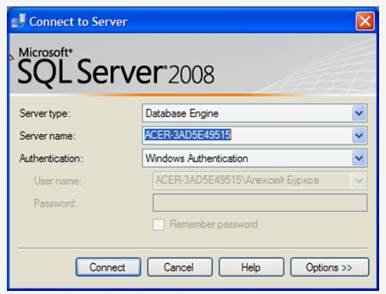 Connect to Server
Microsoft®
SQL Server® 2008
Server type: Database Engine
Server name: ACER-3AD5E49515
Authentication: Windows Authentication
User name: ACER-3AD5E49515\Алексей Бурков
Password:
Remember password
Connect Cancel Help Options >>